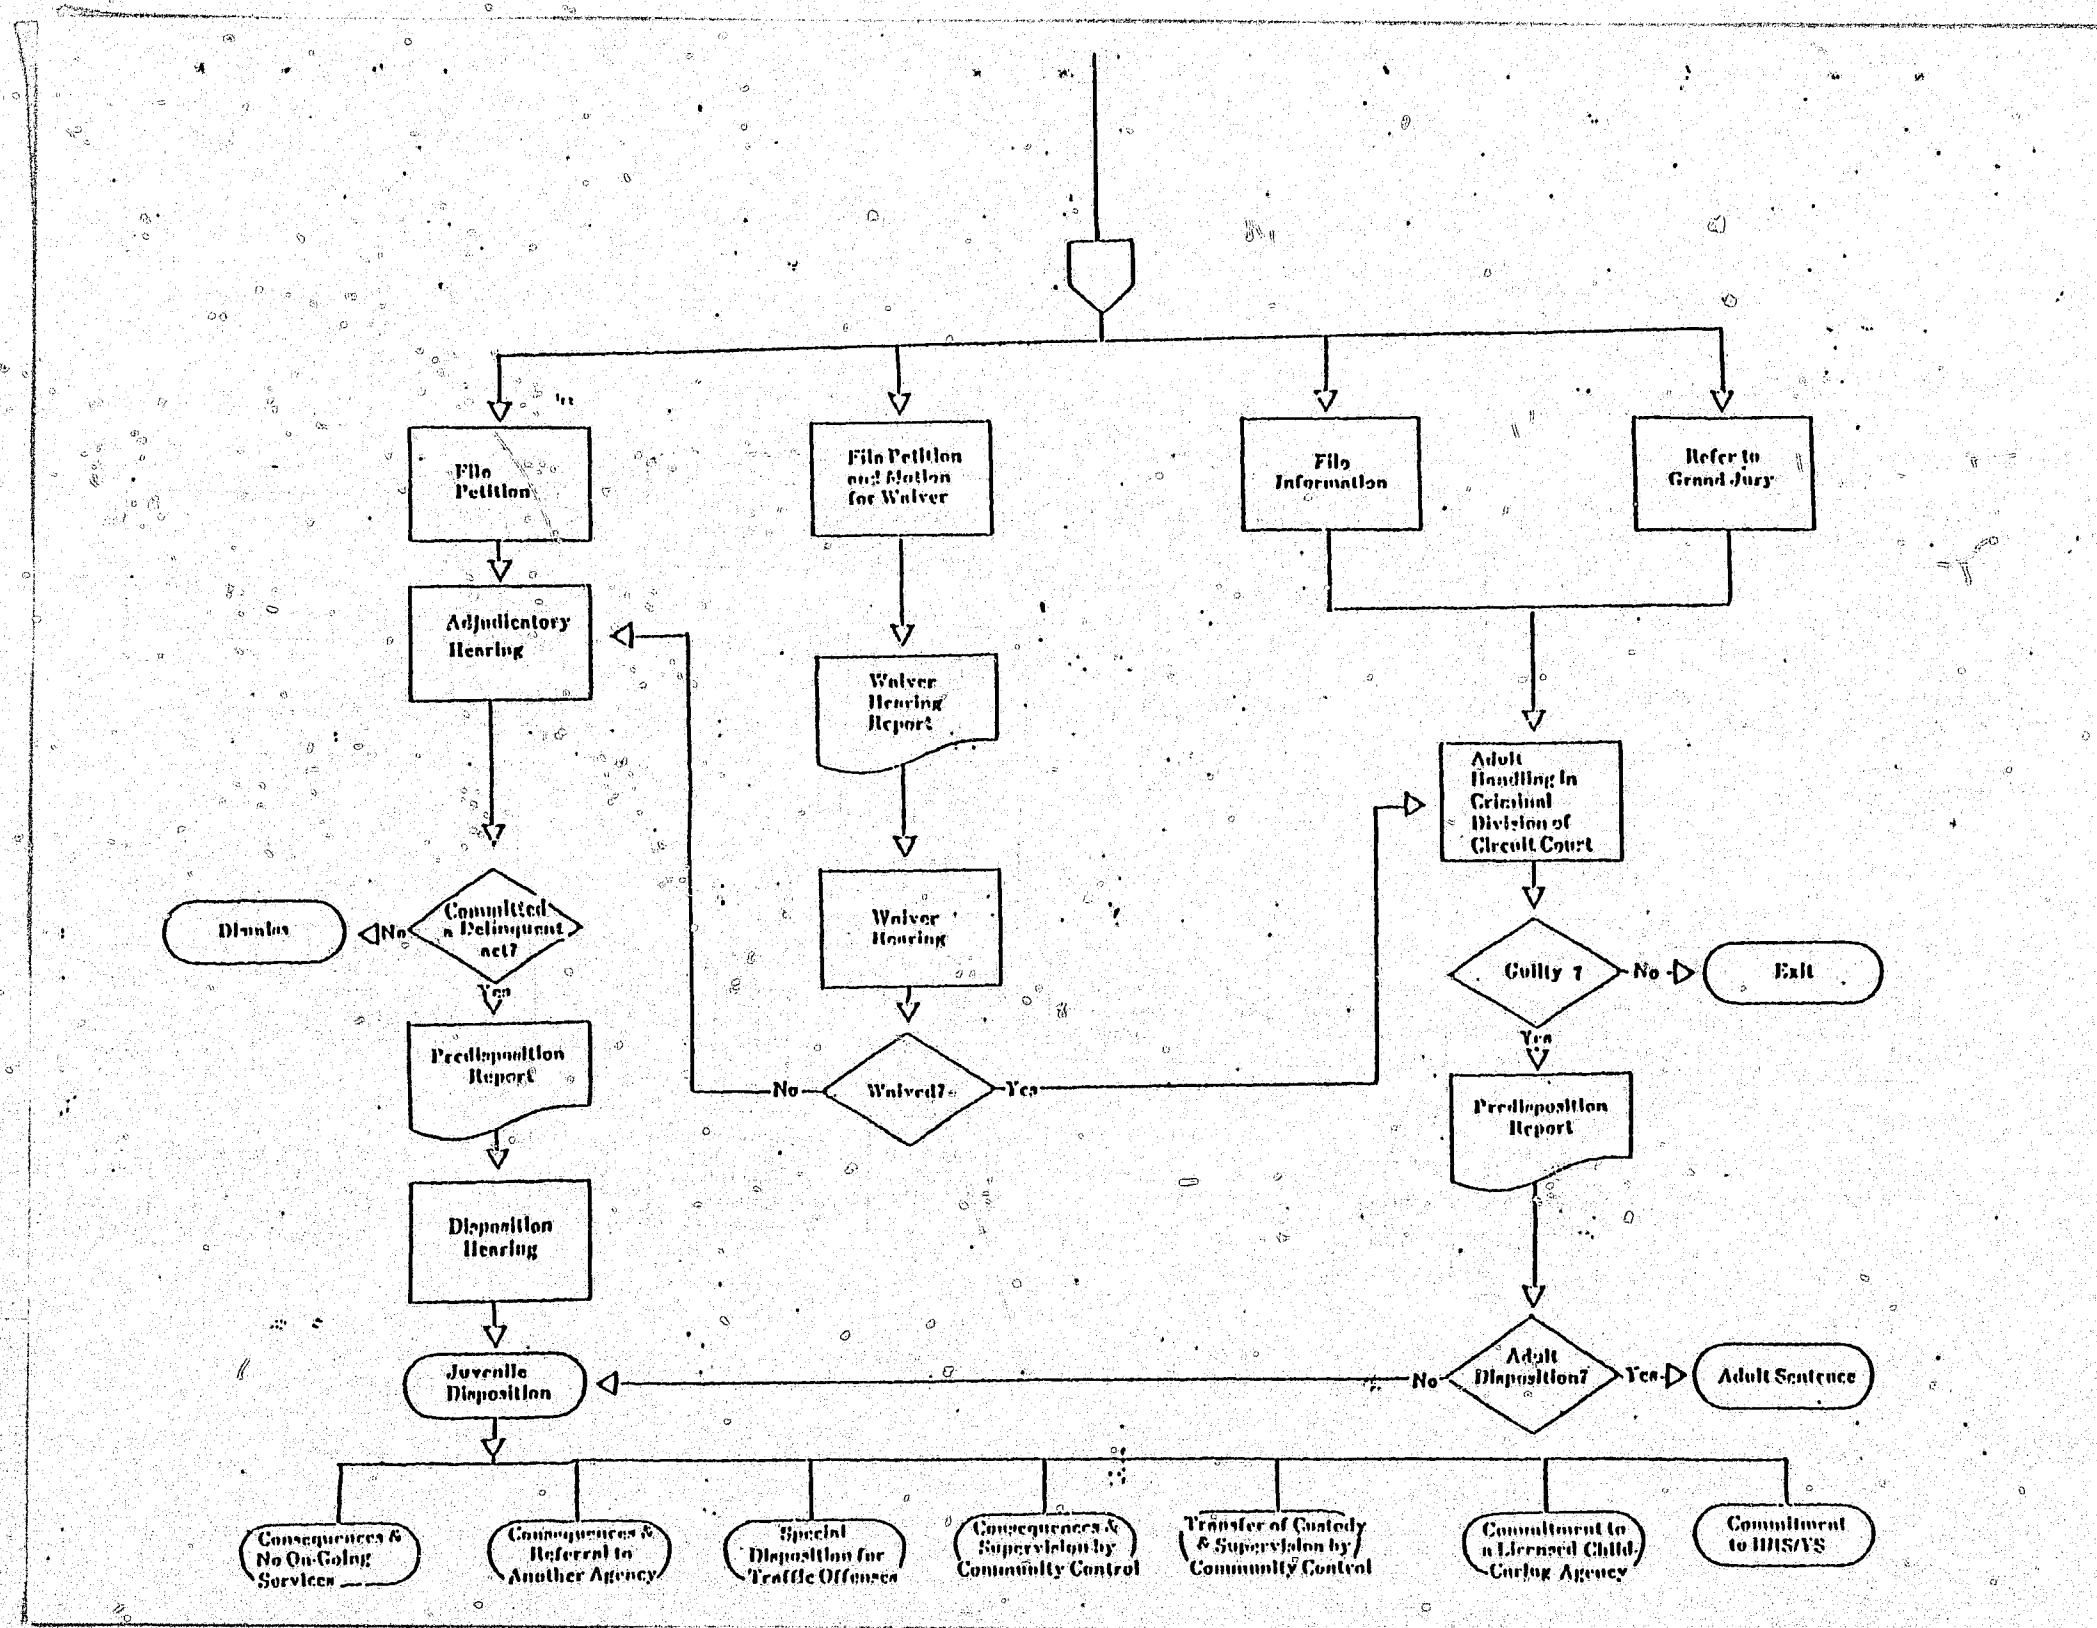 File
Petition
File Petition
and Motion
for Waiver
File
Information
Refer to
Grand Jury
Adjudicatory
Hearing
Waiver
Hearing
Report
Adult
Handling in
Criminal
Division of
Circuit Court
Dismiss
No
Committed
a Delinquent
act?
Yes
Waiver
Hearing
Guilty ?
No
Exit
Yes
Predisposition
Report
No
Waived?
Yes
Predisposition
Report
Disposition
Hearing
Juvenile
Disposition
No
Adult
Disposition?
Yes
Adult Sentence
Consequences &
No On-Going
Services
Consequences &
Referral to
Another Agency
Special
Disposition for
Traffic Offenses
Consequences &
Supervision by
Community Control
Transfer of Custody
& Supervision by
Community Control
Commitment to
a Licensed Child-
Caring Agency
Commitment
to HRS/YS